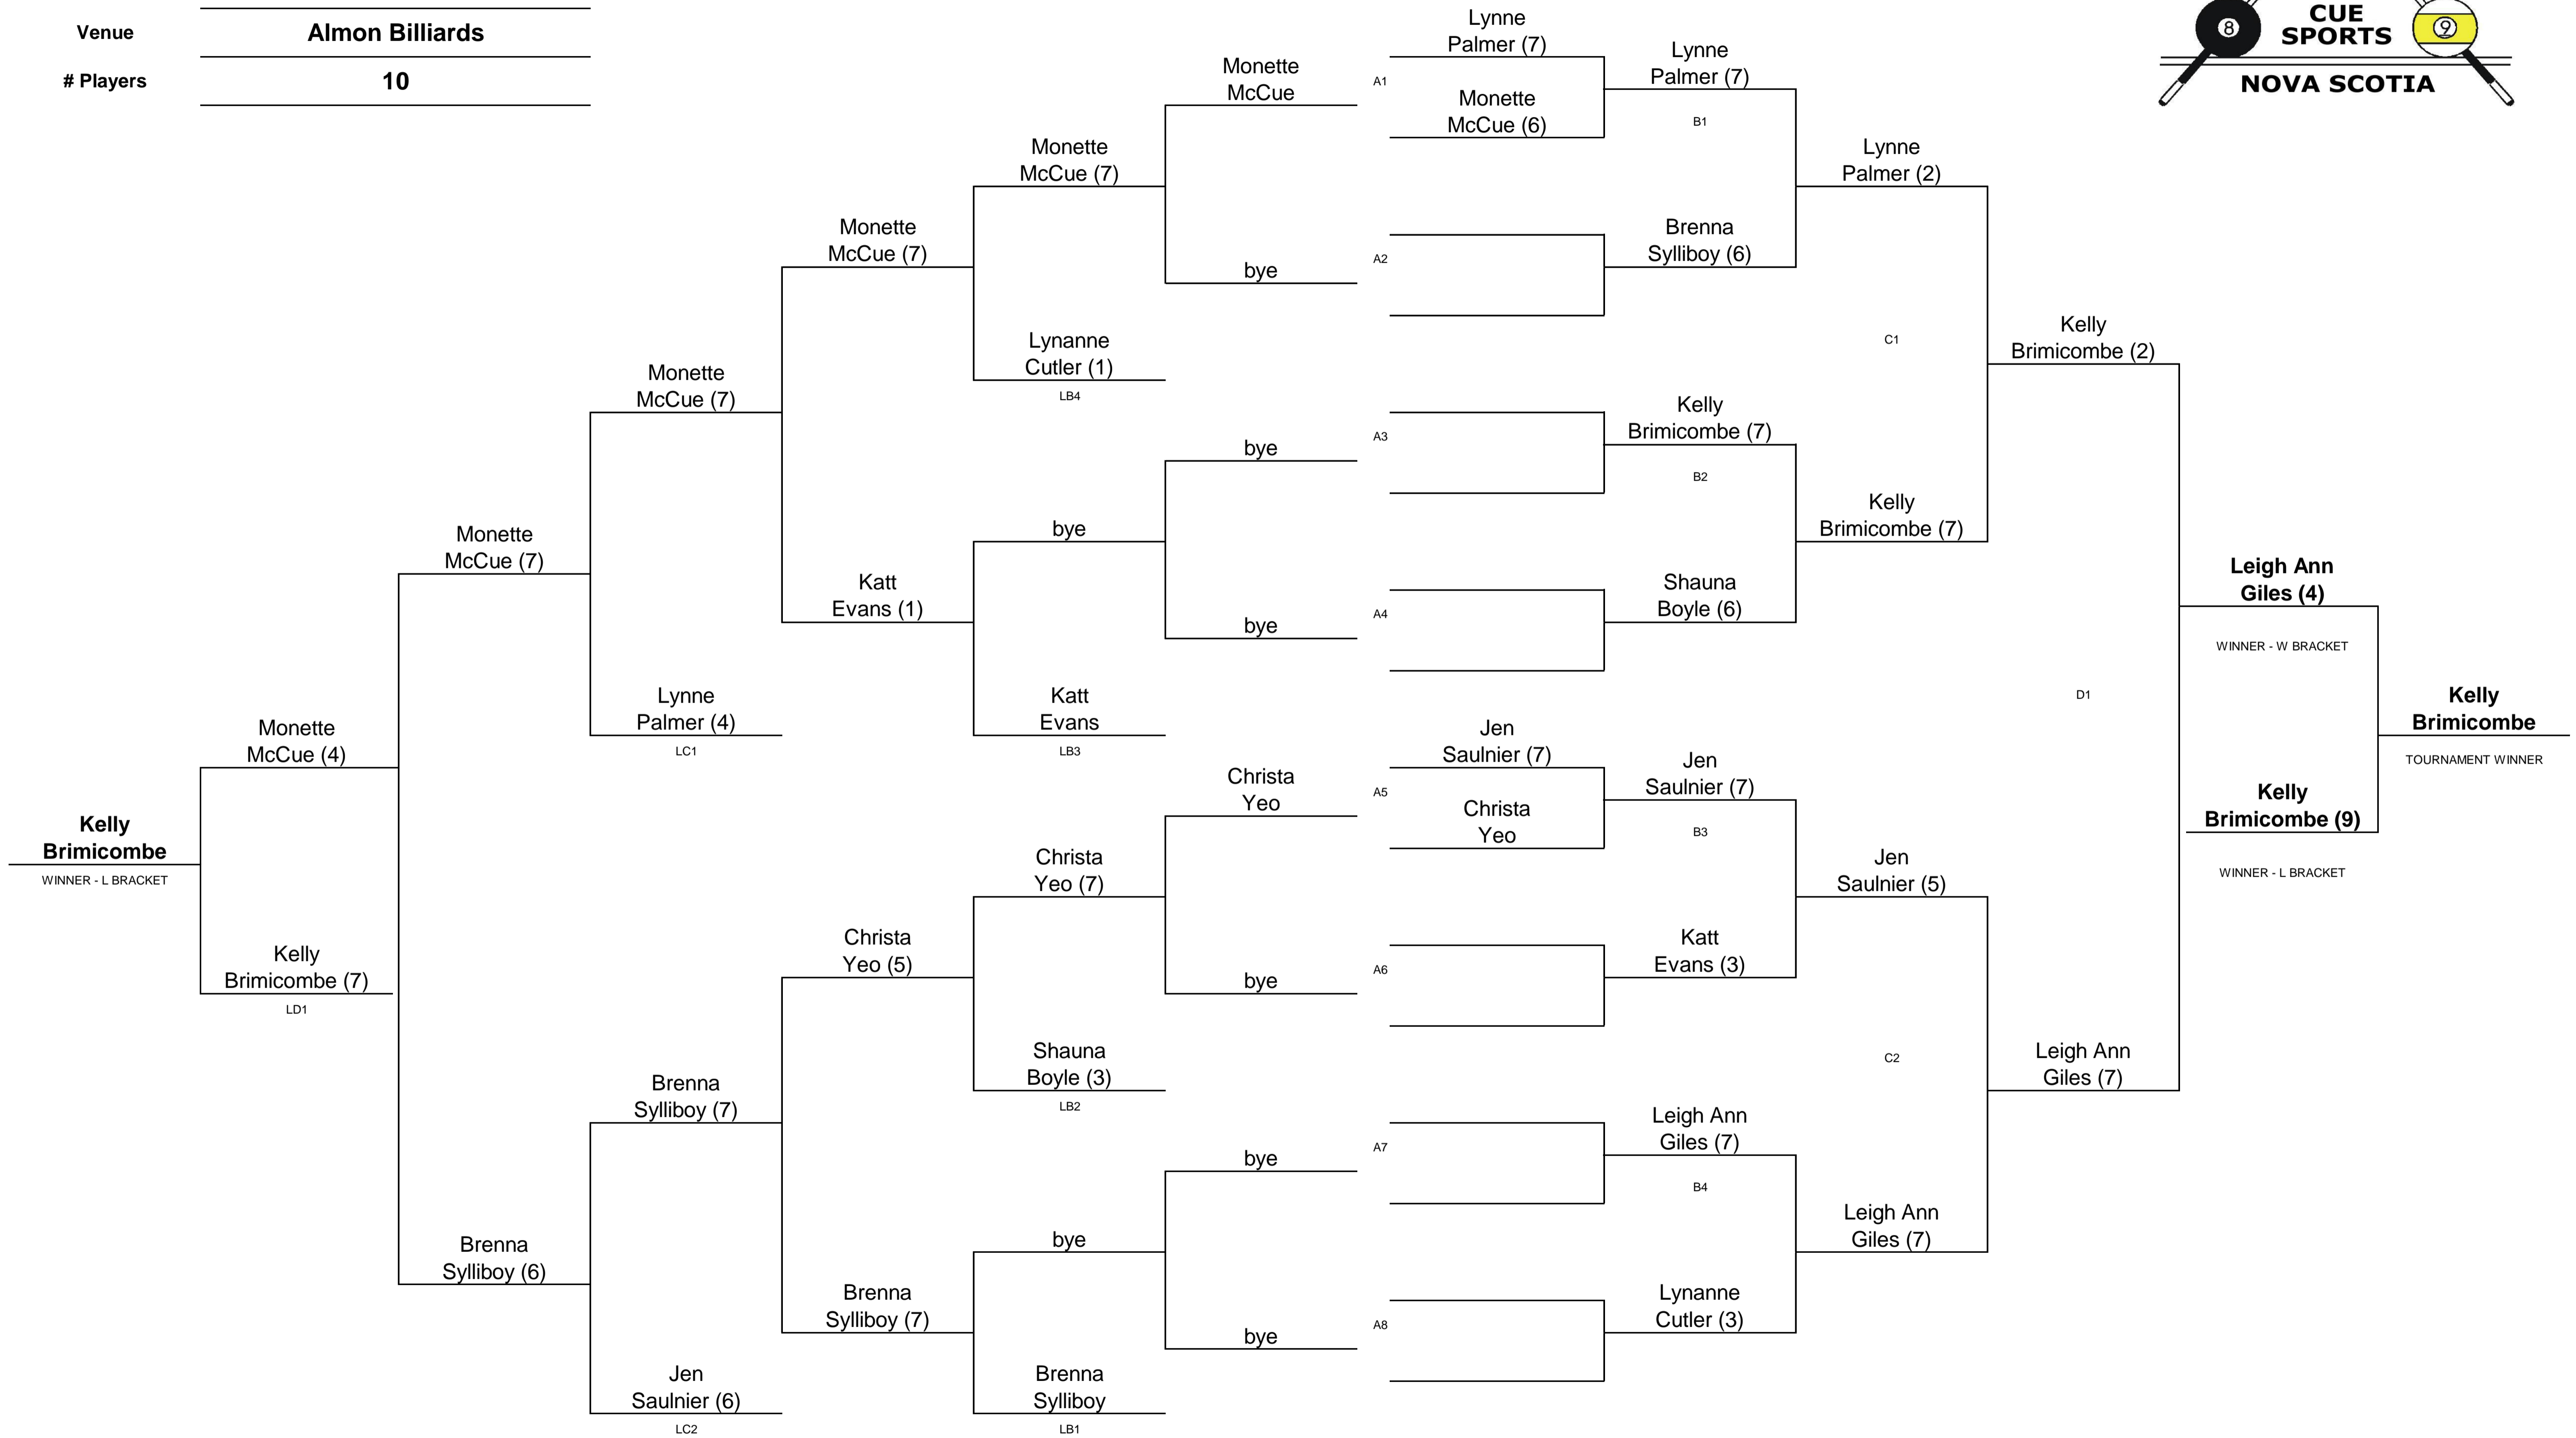 Venue
Almon Billiards
# Players
10
8
CUE
SPORTS
9
NOVA SCOTIA
Kelly
Brimicombe
WINNER - L BRACKET
Monette
McCue (4)
Kelly
Brimicombe (7)
LD1
Monette
McCue (7)
Brenna
Sylliboy (6)
Monette
McCue (7)
Lynne
Palmer (4)
LC1
Brenna
Sylliboy (7)
Jen
Saulnier (6)
LC2
Monette
McCue (7)
Katt
Evans (1)
Christa
Yeo (5)
Brenna
Sylliboy (7)
Monette
McCue (7)
Lynanne
Cutler (1)
LB4
bye
Katt
Evans
LB3
Christa
Yeo (7)
Shauna
Boyle (3)
LB2
bye
Brenna
Sylliboy
LB1
Monette
McCue
bye
bye
bye
Christa
Yeo
bye
bye
bye
A1
A2
A3
A4
A5
A6
A7
A8
Lynne
Palmer (7)
Monette
McCue (6)
Jen
Saulnier (7)
Christa
Yeo
Lynne
Palmer (7)
B1
Brenna
Sylliboy (6)
Kelly
Brimicombe (7)
B2
Shauna
Boyle (6)
Jen
Saulnier (7)
B3
Katt
Evans (3)
Leigh Ann
Giles (7)
B4
Lynanne
Cutler (3)
Lynne
Palmer (2)
C1
Kelly
Brimicombe (7)
Jen
Saulnier (5)
C2
Leigh Ann
Giles (7)
Kelly
Brimicombe (2)
D1
Leigh Ann
Giles (7)
Leigh Ann
Giles (4)
WINNER - W BRACKET
Kelly
Brimicombe (9)
WINNER - L BRACKET
Kelly
Brimicombe
TOURNAMENT WINNER